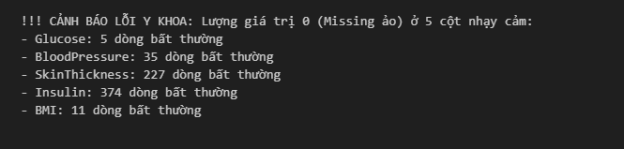 !!! CẢNH BÁO LỖI Y KHOA: Lượng giá trị 0 (Missing ảo) ở 5 cột nhạy cảm:
- Glucose: 5 dòng bất thường
- BloodPressure: 35 dòng bất thường
- SkinThickness: 227 dòng bất thường
- Insulin: 374 dòng bất thường
- BMI: 11 dòng bất thường